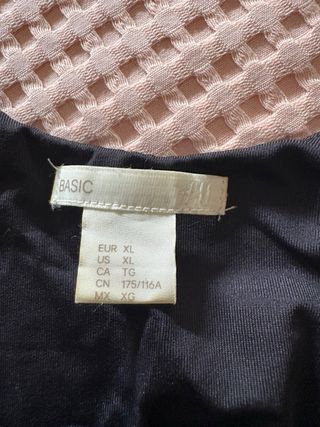 BASIC
EUR XL
US XL
CA TG
CN 175/116A
MX XG